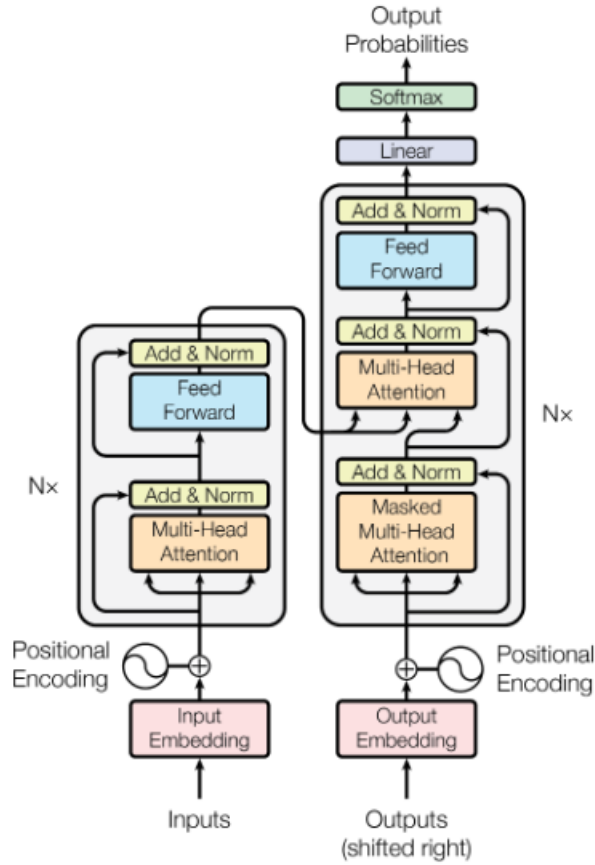 Output
Probabilities
Softmax
Linear
Add & Norm
Feed
Forward
Add & Norm
Multi-Head
Attention
Nx
Add & Norm
Masked
Multi-Head
Attention
Add & Norm
Feed
Forward
Nx
Add & Norm
Multi-Head
Attention
Positional
Encoding
Positional
Encoding
Input
Embedding
Output
Embedding
Inputs
Outputs
(shifted right)